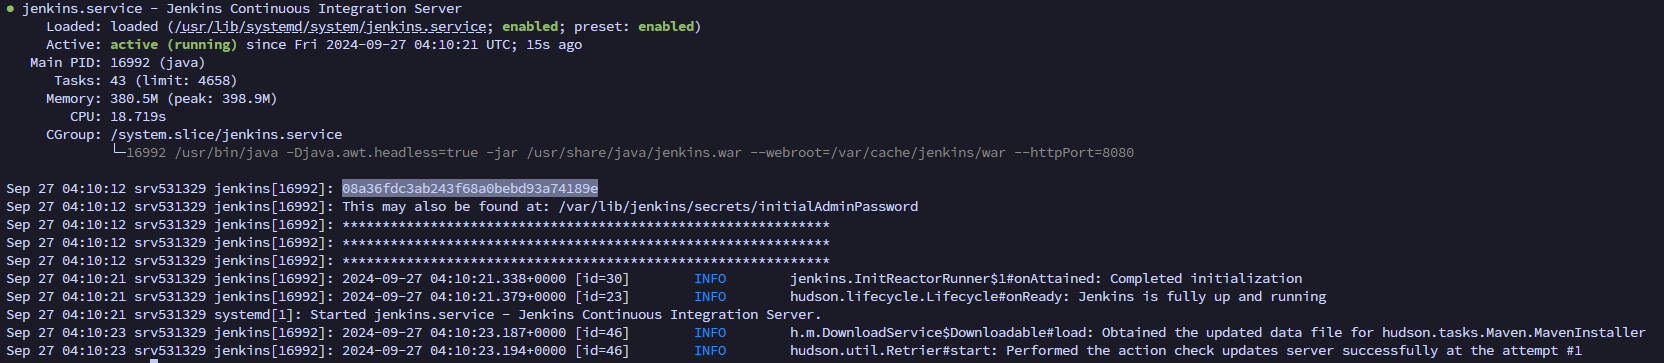 ● jenkins.service - Jenkins Continuous Integration Server
Loaded: loaded (/usr/lib/systemd/system/jenkins.service; enabled; preset: enabled)
Active: active (running) since Fri 2024-09-27 04:10:21 UTC; 15s ago
Main PID: 16992 (java)
Tasks: 43 (limit: 4658)
Memory: 380.5M (peak: 398.9M)
CPU: 18.719s
CGroup: /system.slice/jenkins.service
└─16992 /usr/bin/java -Djava.awt.headless=true -jar /usr/share/java/jenkins.war --webroot=/var/cache/jenkins/war --httpPort=8080
Sep 27 04:10:12 srv531329 jenkins[16992]: 08a36fdc3ab243f68a0bebd93a74189e
Sep 27 04:10:12 srv531329 jenkins[16992]: This may also be found at: /var/lib/jenkins/secrets/initialAdminPassword
Sep 27 04:10:12 srv531329 jenkins[16992]: *************************************************************
Sep 27 04:10:12 srv531329 jenkins[16992]: *************************************************************
Sep 27 04:10:12 srv531329 jenkins[16992]: *************************************************************
Sep 27 04:10:21 srv531329 jenkins[16992]: 2024-09-27 04:10:21.338+0000 [id=30] INFO jenkins.InitReactorRunner$1#onAttained: Completed initialization
Sep 27 04:10:21 srv531329 jenkins[16992]: 2024-09-27 04:10:21.379+0000 [id=23] INFO hudson.lifecycle.Lifecycle#onReady: Jenkins is fully up and running
Sep 27 04:10:21 srv531329 systemd[1]: Started jenkins.service - Jenkins Continuous Integration Server.
Sep 27 04:10:23 srv531329 jenkins[16992]: 2024-09-27 04:10:23.187+0000 [id=46] INFO h.m.DownloadService$Downloadable#load: Obtained the updated data file for hudson.tasks.Maven.MavenInstaller
Sep 27 04:10:23 srv531329 jenkins[16992]: 2024-09-27 04:10:23.194+0000 [id=46] INFO hudson.util.Retrier#start: Performed the action check updates server successfully at the attempt #1